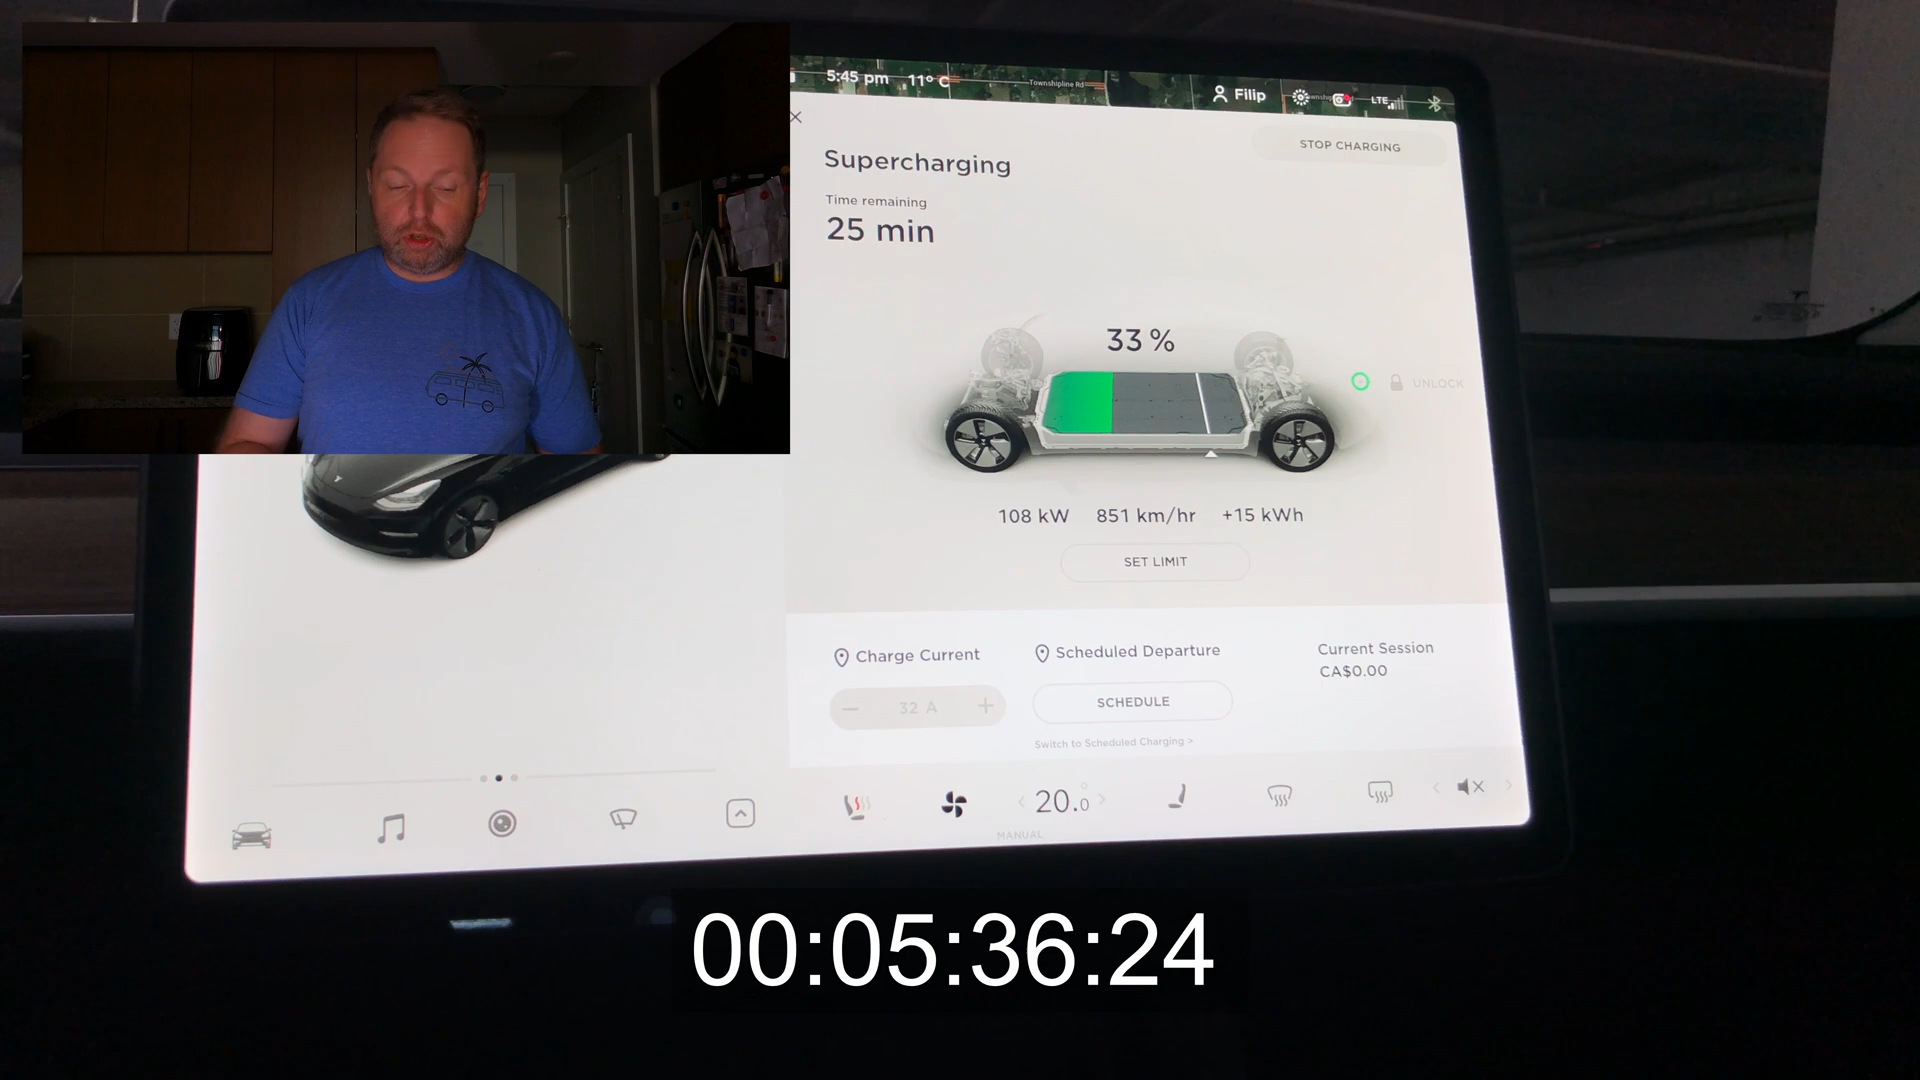 5:45 pm 11° C
Townshipline Rd
Filip
LTE
STOP CHARGING
Supercharging
Time remaining
25 min
33 %
UNLOCK
108 kW 851 km/hr +15 kWh
SET LIMIT
Charge Current
Scheduled Departure
Current Session
CA$0.00
32 A
SCHEDULE
Switch to Scheduled Charging >
20.0
MANUAL
00:05:36:24